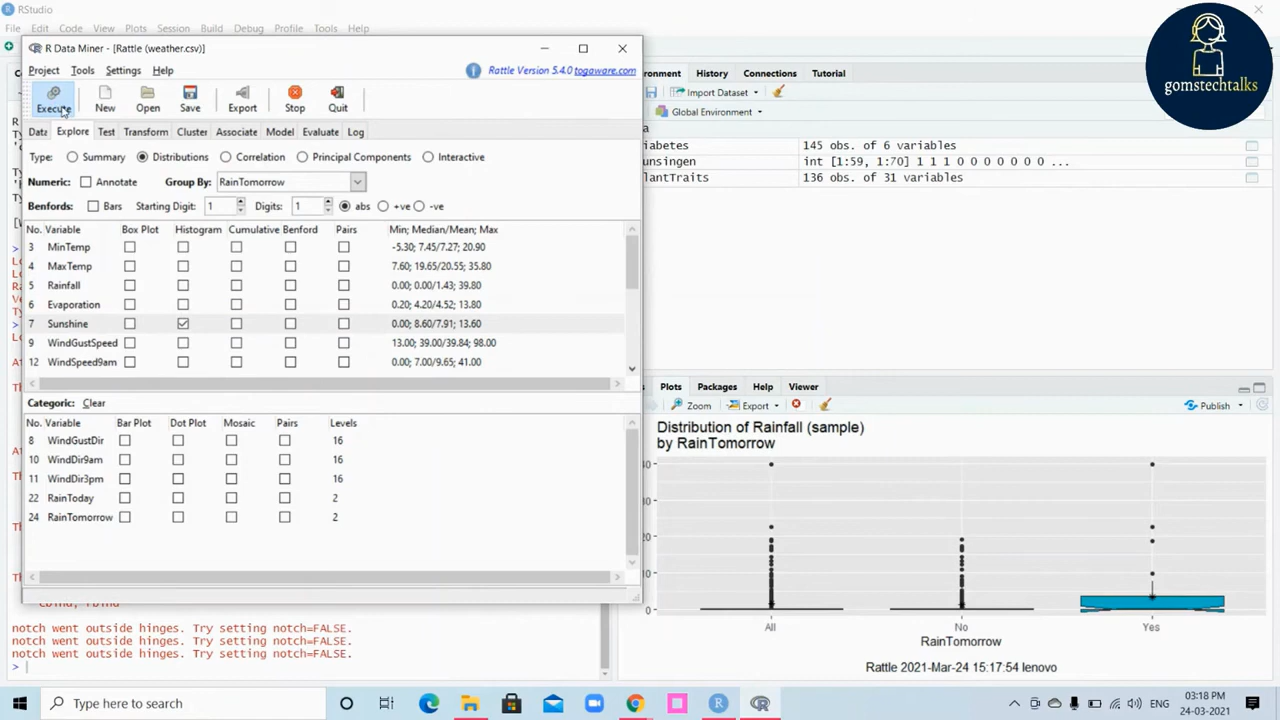 RStudio
File Edit Code View Plots Session Build Debug Profile Tools Help
gomstechtalks
R Data Miner - [Rattle (weather.csv)]
Project Tools Settings Help
Rattle Version 5.4.0 togaware.com
Execute New Open Save Export Stop Quit
Data Explore Test Transform Cluster Associate Model Evaluate Log
Type: Summary Distributions Correlation Principal Components Interactive
Numeric: Annotate Group By: RainTomorrow
Benfords: Bars Starting Digit: 1 Digits: 1 abs +ve -ve
No. Variable Box Plot Histogram Cumulative Benford Pairs Min; Median/Mean; Max
3 MinTemp -5.30; 7.45/7.27; 20.90
4 MaxTemp 7.60; 19.65/20.55; 35.80
5 Rainfall 0.00; 0.00/1.43; 39.80
6 Evaporation 0.20; 4.20/4.52; 13.80
7 Sunshine 0.00; 8.60/7.91; 13.60
9 WindGustSpeed 13.00; 39.00/39.84; 98.00
12 WindSpeed9am 0.00; 7.00/9.65; 41.00
Categoric: Clear
No. Variable Bar Plot Dot Plot Mosaic Pairs Levels
8 WindGustDir 16
10 WindDir9am 16
11 WindDir3pm 16
22 RainToday 2
24 RainTomorrow 2
notch went outside hinges. Try setting notch=FALSE.
notch went outside hinges. Try setting notch=FALSE.
notch went outside hinges. Try setting notch=FALSE.
>
History Connections Tutorial
Import Dataset
Global Environment
145 obs. of 6 variables
int [1:59, 1:70] 1 1 1 0 0 0 0 0 0 0 ...
136 obs. of 31 variables
Plots Packages Help Viewer
Zoom Export Publish
Distribution of Rainfall (sample)
by RainTomorrow
All No Yes
RainTomorrow
Rattle 2021-Mar-24 15:17:54 lenovo
Type here to search
ENG
03:18 PM
24-03-2021